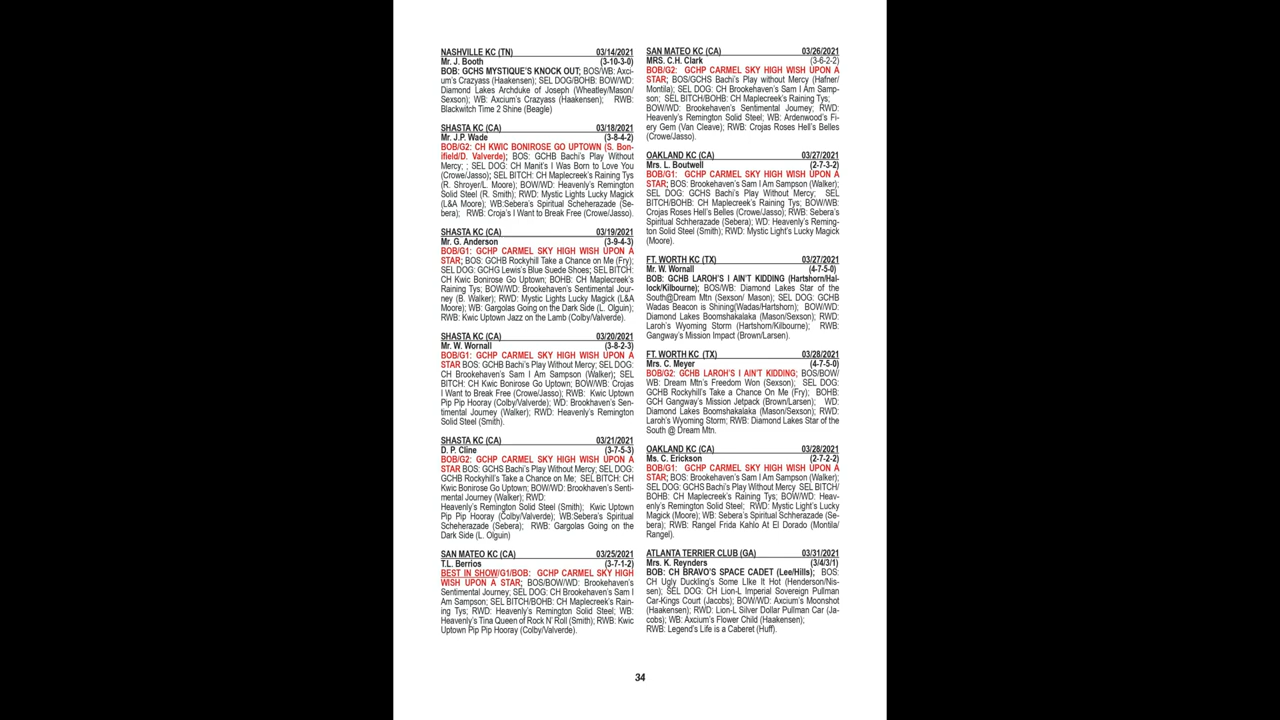 NASHVILLE KC (TN) 03/14/2021
Mr. J. Booth (3-10-3-0)
BOB: GCHS MYSTIQUE'S KNOCK OUT; BOS/WB: Axci-
um's Crazyass (Haakensen); SEL DOG/BOHB: BOW/WD:
Diamond Lakes Archduke of Joseph (Wheatley/Mason/
Sexson); WB: Axcium's Crazyass (Haakensen); RWB:
Blackwitch Time 2 Shine (Beagle)
SHASTA KC (CA) 03/18/2021
Mr. J.P. Wade (3-8-4-2)
BOB/G2: CH KWIC BONIROSE GO UPTOWN (S. Bon-
ifield/D. Valverde); BOS: GCHB Bachi's Play Without
Mercy; ; SEL DOG: CH Manit's I Was Born to Love You
(Crowe/Jasso); SEL BITCH: CH Maplecreek's Raining Tys
(R. Shroyer/L. Moore); BOW/WD: Heavenly's Remington
Solid Steel (R. Smith); RWD: Mystic Lights Lucky Magick
(L&A Moore); WB:Sebera's Spiritual Scheherazade (Se-
bera); RWB: Croja's I Want to Break Free (Crowe/Jasso).
SHASTA KC (CA) 03/19/2021
Mr. G. Anderson (3-9-4-3)
BOB/G1: GCHP CARMEL SKY HIGH WISH UPON A
STAR; BOS: GCHB Rockyhill Take a Chance on Me (Fry);
SEL DOG: GCHG Lewis's Blue Suede Shoes; SEL BITCH:
CH Kwic Bonirose Go Uptown; BOHB: CH Maplecreek's
Raining Tys; BOW/WD: Brookehaven's Sentimental Jour-
ney (B. Walker); RWD: Mystic Lights Lucky Magick (L&A
Moore); WB: Gargolas Going on the Dark Side (L. Olguin);
RWB: Kwic Uptown Jazz on the Lamb (Colby/Valverde).
SHASTA KC (CA) 03/20/2021
Mr. W. Wornall (3-8-2-3)
BOB/G1: GCHP CARMEL SKY HIGH WISH UPON A
STAR BOS: GCHB Bachi's Play Without Mercy; SEL DOG:
CH Brookehaven's Sam I Am Sampson (Walker); SEL
BITCH: CH Kwic Bonirose Go Uptown; BOW/WB: Crojas
I Want to Break Free (Crowe/Jasso); RWB: Kwic Uptown
Pip Pip Hooray (Colby/Valverde); WD: Brookhaven's Sen-
timental Journey (Walker); RWD: Heavenly's Remington
Solid Steel (Smith).
SHASTA KC (CA) 03/21/2021
D. P. Cline (3-7-5-3)
BOB/G2: GCHP CARMEL SKY HIGH WISH UPON A
STAR BOS: GCHS Bachi's Play Without Mercy; SEL DOG:
GCHB Rockyhill's Take a Chance on Me; SEL BITCH: CH
Kwic Bonirose Go Uptown; BOW/WD: Brookhaven's Senti-
mental Journey (Walker); RWD:
Heavenly's Remington Solid Steel (Smith); Kwic Uptown
Pip Pip Hooray (Colby/Valverde); WB:Sebera's Spiritual
Scheherazade (Sebera); RWB: Gargolas Going on the
Dark Side (L. Olguin)
SAN MATEO KC (CA) 03/25/2021
T.L. Berrios (3-7-1-2)
BEST IN SHOW/G1/BOB: GCHP CARMEL SKY HIGH
WISH UPON A STAR; BOS/BOW/WD: Brookehaven's
Sentimental Journey; SEL DOG: CH Brookehaven's Sam I
Am Sampson; SEL BITCH/BOHB: CH Maplecreek's Rain-
ing Tys; RWD: Heavenly's Remington Solid Steel; WB:
Heavenly's Tina Queen of Rock N' Roll (Smith); RWB: Kwic
Uptown Pip Pip Hooray (Colby/Valverde).
SAN MATEO KC (CA) 03/26/2021
MRS. C.H. Clark (3-6-2-2)
BOB/G2: GCHP CARMEL SKY HIGH WISH UPON A
STAR; BOS/GCHS Bachi's Play without Mercy (Hafner/
Montila); SEL DOG: CH Brookehaven's Sam I Am Samp-
son; SEL BITCH/BOHB: CH Maplecreek's Raining Tys;
BOW/WD: Brookehaven's Sentimental Journey; RWD:
Heavenly's Remington Solid Steel; WB: Ardenwood's Fi-
ery Gem (Van Cleave); RWB: Crojas Roses Hell's Belles
(Crowe/Jasso).
OAKLAND KC (CA) 03/27/2021
Mrs. L. Boutwell (2-7-3-2)
BOB/G1: GCHP CARMEL SKY HIGH WISH UPON A
STAR; BOS: Brookehaven's Sam I Am Sampson (Walker);
SEL DOG: GCHS Bachi's Play Without Mercy; SEL
BITCH/BOHB: CH Maplecreek's Raining Tys; BOW/WB:
Crojas Roses Hell's Belles (Crowe/Jasso); RWB: Sebera's
Spiritual Schherazade (Sebera); WD: Heavenly's Reming-
ton Solid Steel (Smith); RWD: Mystic Light's Lucky Magick
(Moore).
FT. WORTH KC (TX) 03/27/2021
Mr. W. Wornall (4-7-5-0)
BOB: GCHB LAROH'S I AIN'T KIDDING (Hartshorn/Hal-
lock/Kilbourne); BOS/WB: Diamond Lakes Star of the
South@Dream Mtn (Sexson/ Mason); SEL DOG: GCHB
Wadas Beacon is Shining(Wadas/Hartshorn); BOW/WD:
Diamond Lakes Boomshakalaka (Mason/Sexson); RWD:
Laroh's Wyoming Storm (Hartshorn/Kilbourne); RWB:
Gangway's Mission Impact (Brown/Larsen).
FT. WORTH KC (TX) 03/28/2021
Mrs. C. Meyer (4-7-5-0)
BOB/G2: GCHB LAROH'S I AIN'T KIDDING; BOS/BOW/
WB: Dream Mtn's Freedom Won (Sexson); SEL DOG:
GCHB Rockyhill's Take a Chance On Me (Fry); BOHB:
GCH Gangway's Mission Jetpack (Brown/Larsen); WD:
Diamond Lakes Boomshakalaka (Mason/Sexson); RWD:
Laroh's Wyoming Storm; RWB: Diamond Lakes Star of the
South @ Dream Mtn.
OAKLAND KC (CA) 03/28/2021
Ms. C. Erickson (2-7-2-2)
BOB/G1: GCHP CARMEL SKY HIGH WISH UPON A
STAR; BOS: Brookehaven's Sam I Am Sampson (Walker);
SEL DOG: GCHS Bachi's Play Without Mercy SEL BITCH/
BOHB: CH Maplecreek's Raining Tys; BOW/WD: Heav-
enly's Remington Solid Steel; RWD: Mystic Light's Lucky
Magick (Moore); WB: Sebera's Spiritual Schherazade (Se-
bera); RWB: Rangel Frida Kahlo At El Dorado (Montila/
Rangel).
ATLANTA TERRIER CLUB (GA) 03/31/2021
Mrs. K. Reynders (3/4/3/1)
BOB: CH BRAVO'S SPACE CADET (Lee/Hills); BOS:
CH Ugly Duckling's Some LIke It Hot (Henderson/Nis-
sen); SEL DOG: CH Lion-L Imperial Sovereign Pullman
Car-Kings Court (Jacobs); BOW/WD: Axcium's Moonshot
(Haakensen); RWD: Lion-L Silver Dollar Pullman Car (Ja-
cobs); WB: Axcium's Flower Child (Haakensen);
RWB: Legend's Life is a Caberet (Huff).
34